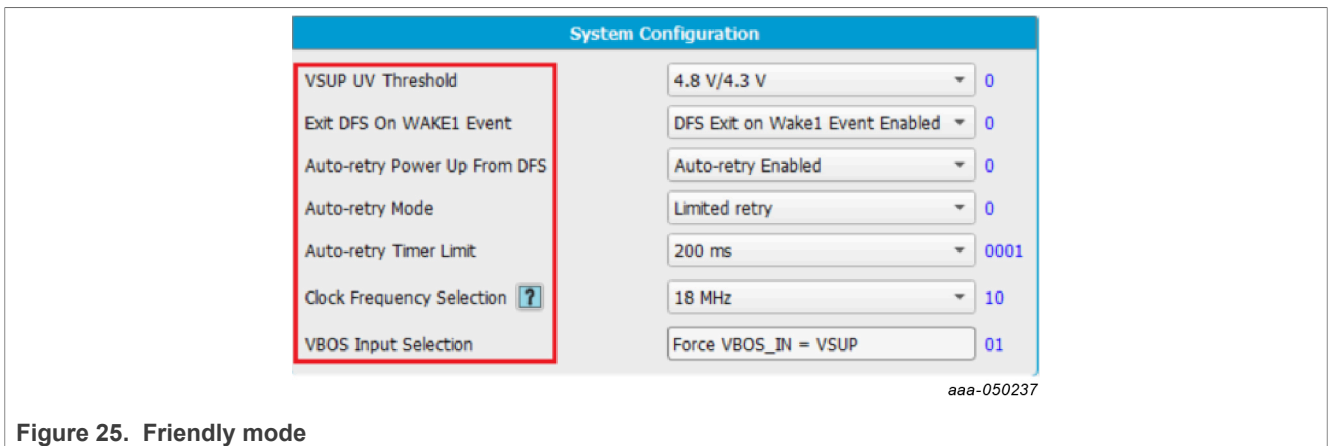 System Configuration
VSUP UV Threshold 4.8 V/4.3 V 0
Exit DFS On WAKE1 Event DFS Exit on Wake1 Event Enabled 0
Auto-retry Power Up From DFS Auto-retry Enabled 0
Auto-retry Mode Limited retry 0
Auto-retry Timer Limit 200 ms 0001
Clock Frequency Selection ? 18 MHz 10
VBOS Input Selection Force VBOS_IN = VSUP 01
aaa-050237
Figure 25. Friendly mode